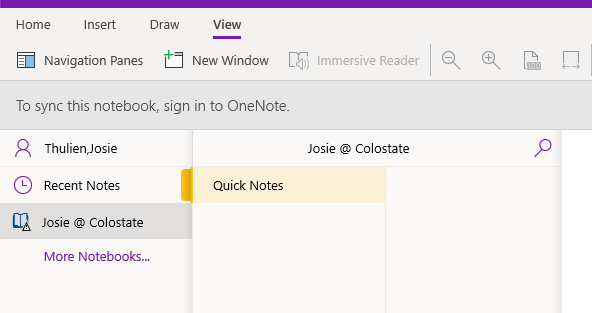 Home Insert Draw View
Navigation Panes New Window Immersive Reader
To sync this notebook, sign in to OneNote.
Thulien,Josie Josie @ Colostate
Recent Notes Quick Notes
Josie @ Colostate
More Notebooks...